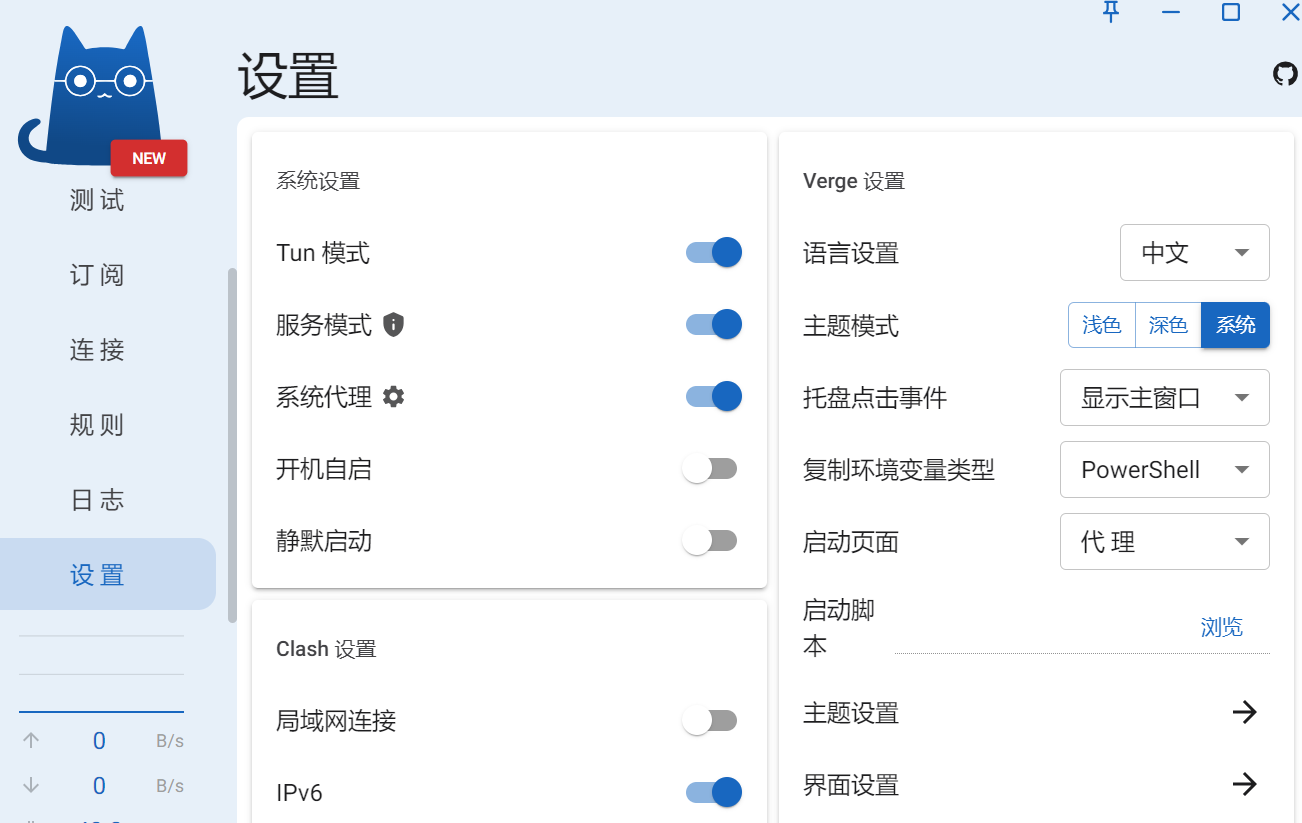 设置
NEW
测 试
订 阅
连 接
规 则
日 志
设 置
0 B/s
0 B/s
系统设置
Tun 模式
服务模式
系统代理
开机自启
静默启动
Clash 设置
局域网连接
IPv6
Verge 设置
语言设置 中文
主题模式 浅色 深色 系统
托盘点击事件 显示主窗口
复制环境变量类型 PowerShell
启动页面 代 理
启动脚
本 浏览
主题设置
界面设置